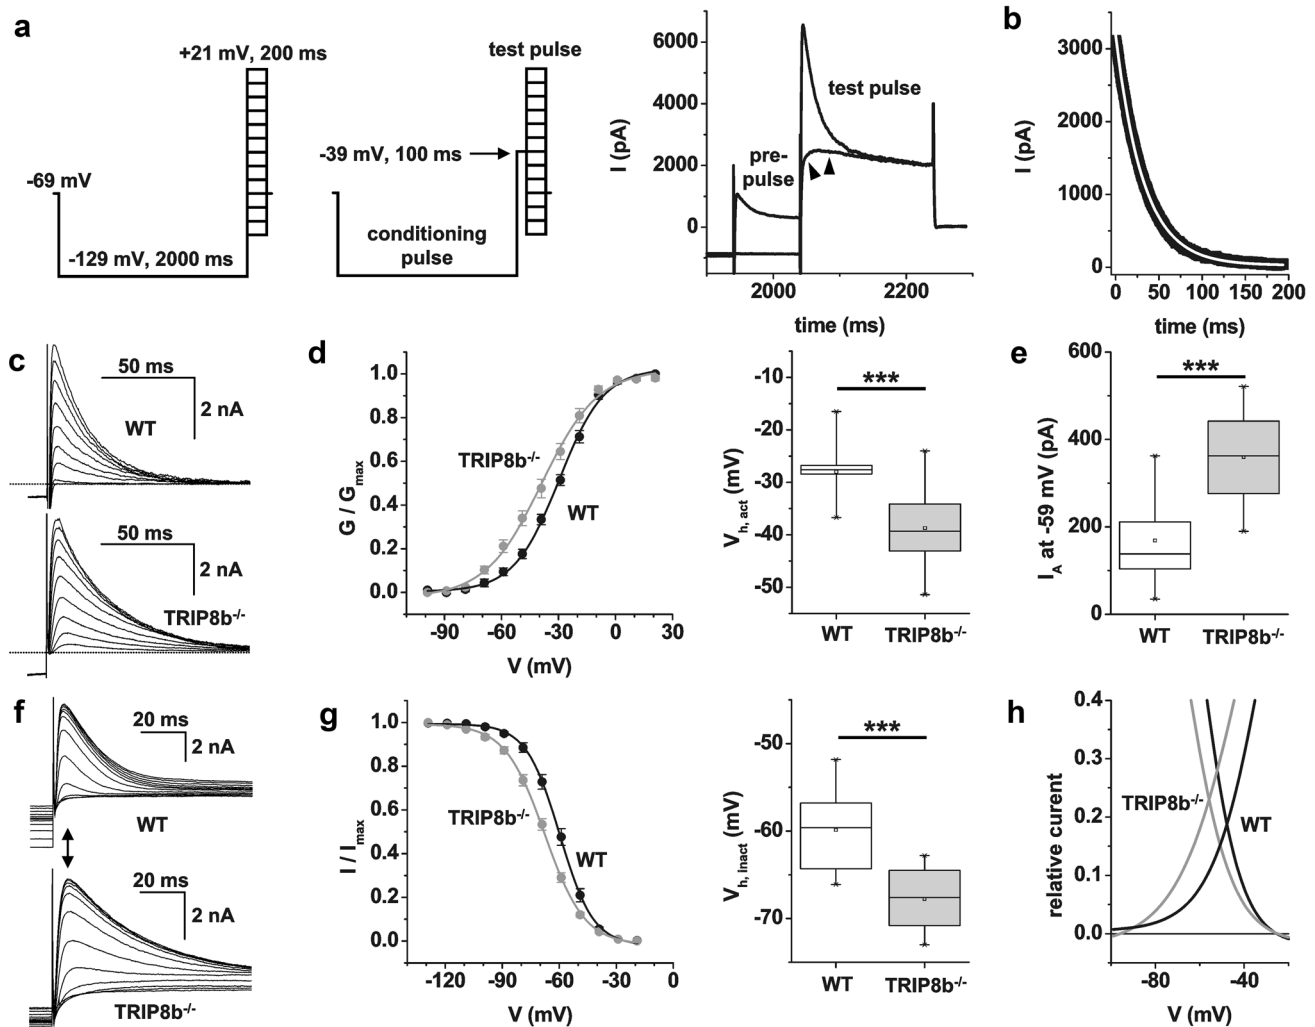 a
+21 mV, 200 ms
-69 mV
-129 mV, 2000 ms
test pulse
-39 mV, 100 ms
conditioning
pulse
6000
4000
2000
0
I (pA)
test pulse
pre-
pulse
2000
2200
time (ms)
b
3000
2000
1000
0
I (pA)
0
50
100
150
200
time (ms)
c
50 ms
2 nA
WT
50 ms
2 nA
TRIP8b-/-
d
1.0
0.8
0.6
0.4
0.2
0.0
G / Gmax
TRIP8b-/-
WT
-90
-60
-30
0
30
V (mV)
-10
-20
-30
-40
-50
Vh, act (mV)
***
WT
TRIP8b-/-
e
600
400
200
0
IA at -59 mV (pA)
***
WT
TRIP8b-/-
f
20 ms
2 nA
WT
20 ms
2 nA
TRIP8b-/-
g
1.0
0.8
0.6
0.4
0.2
0.0
I / Imax
TRIP8b-/-
WT
-120
-90
-60
-30
0
V (mV)
-50
-60
-70
Vh, inact (mV)
***
WT
TRIP8b-/-
h
0.4
0.3
0.2
0.1
0.0
relative curent
TRIP8b-/-
WT
-80
-40
V (mV)